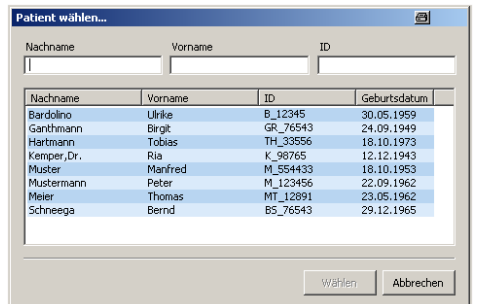 Patient wählen...
Nachname Vorname ID
Nachname Vorname ID Geburtsdatum
Bardolino Ulrike B_12345 30.05.1959
Ganthmann Birgit GR_76543 24.09.1949
Hartmann Tobias TH_33556 18.10.1973
Kemper,Dr. Ria K_98765 12.12.1943
Muster Manfred M_554433 18.10.1953
Mustermann Peter M_123456 22.09.1962
Meier Thomas MT_12891 23.05.1962
Schneega Bernd BS_76543 29.12.1965
Wählen Abbrechen